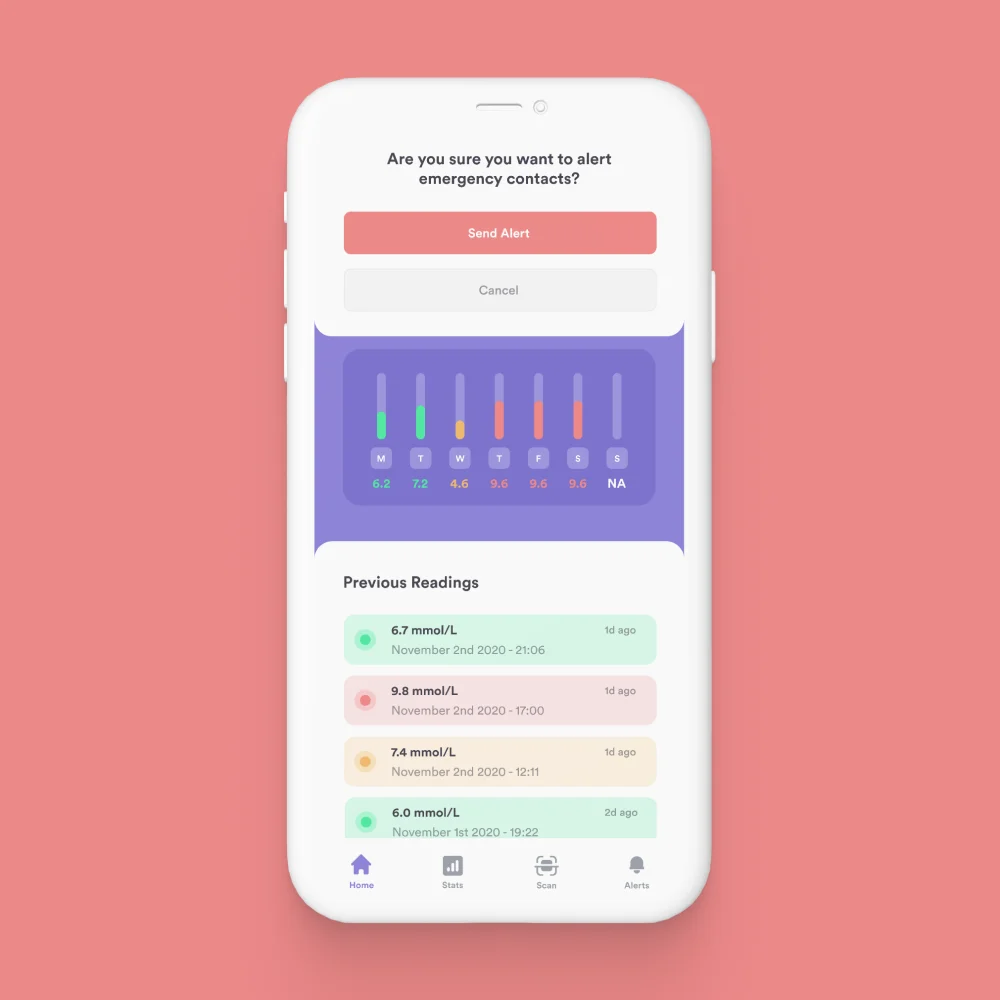 Are you sure you want to alert
emergency contacts?
Send Alert
Cancel
M T W T F S S
6.2 7.2 4.6 9.6 9.6 9.6 NA
Previous Readings
6.7 mmol/L 1d ago
November 2nd 2020 - 21:06
9.8 mmol/L 1d ago
November 2nd 2020 - 17:00
7.4 mmol/L 1d ago
November 2nd 2020 - 12:11
6.0 mmol/L 2d ago
November 1st 2020 - 19:22
Home Stats Scan Alerts